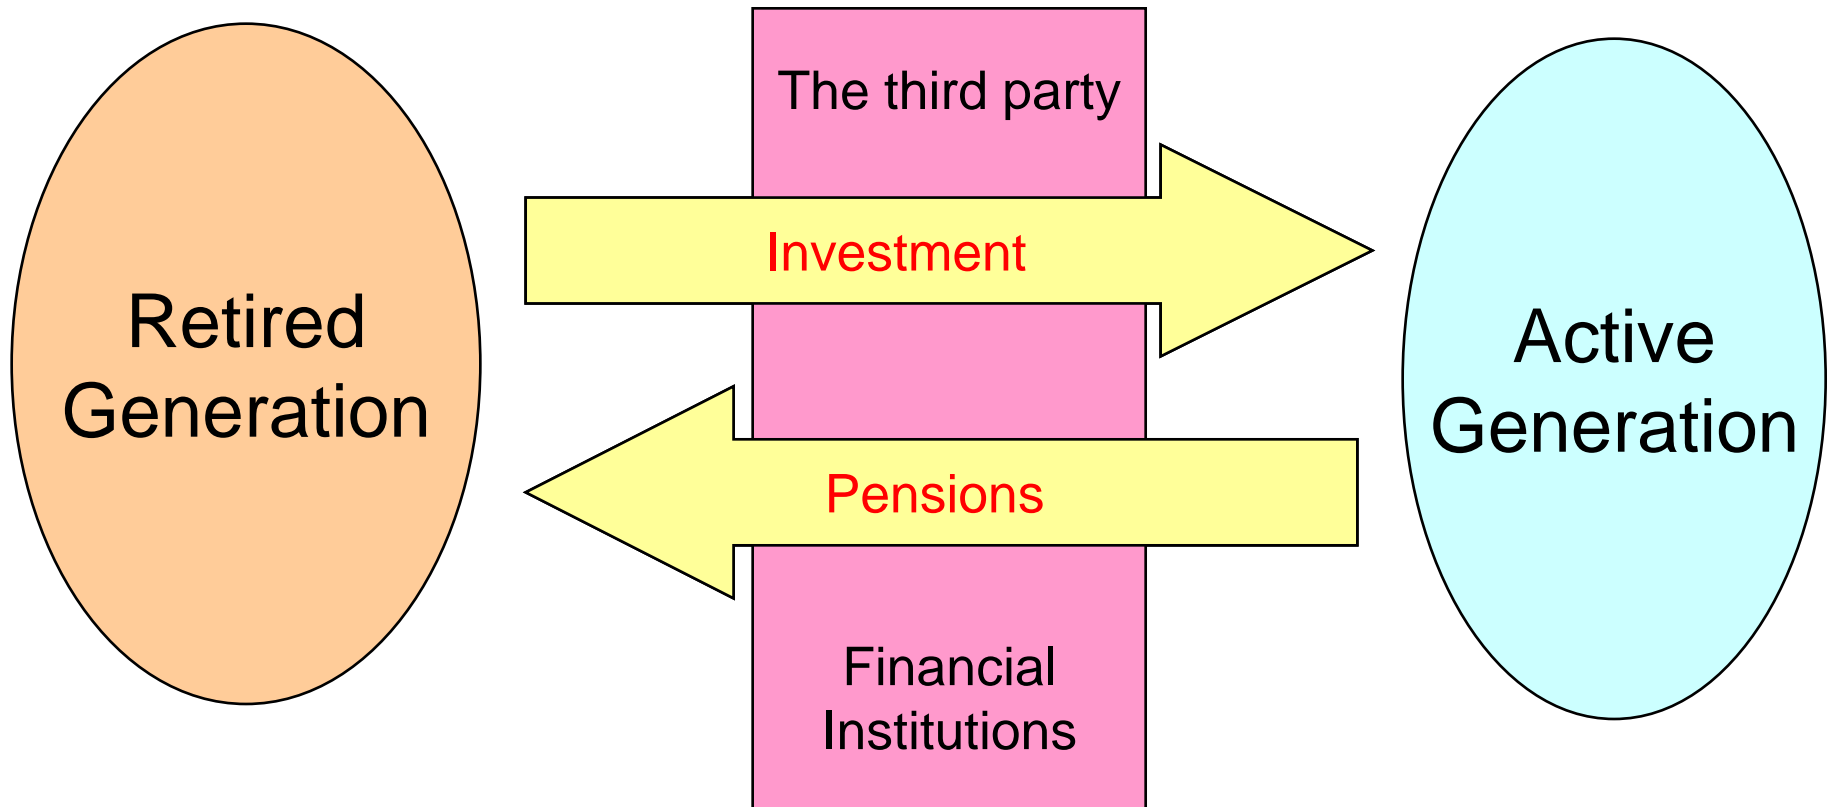 The third party
Investment
Retired
Generation
Active
Generation
Pensions
Financial
Institutions